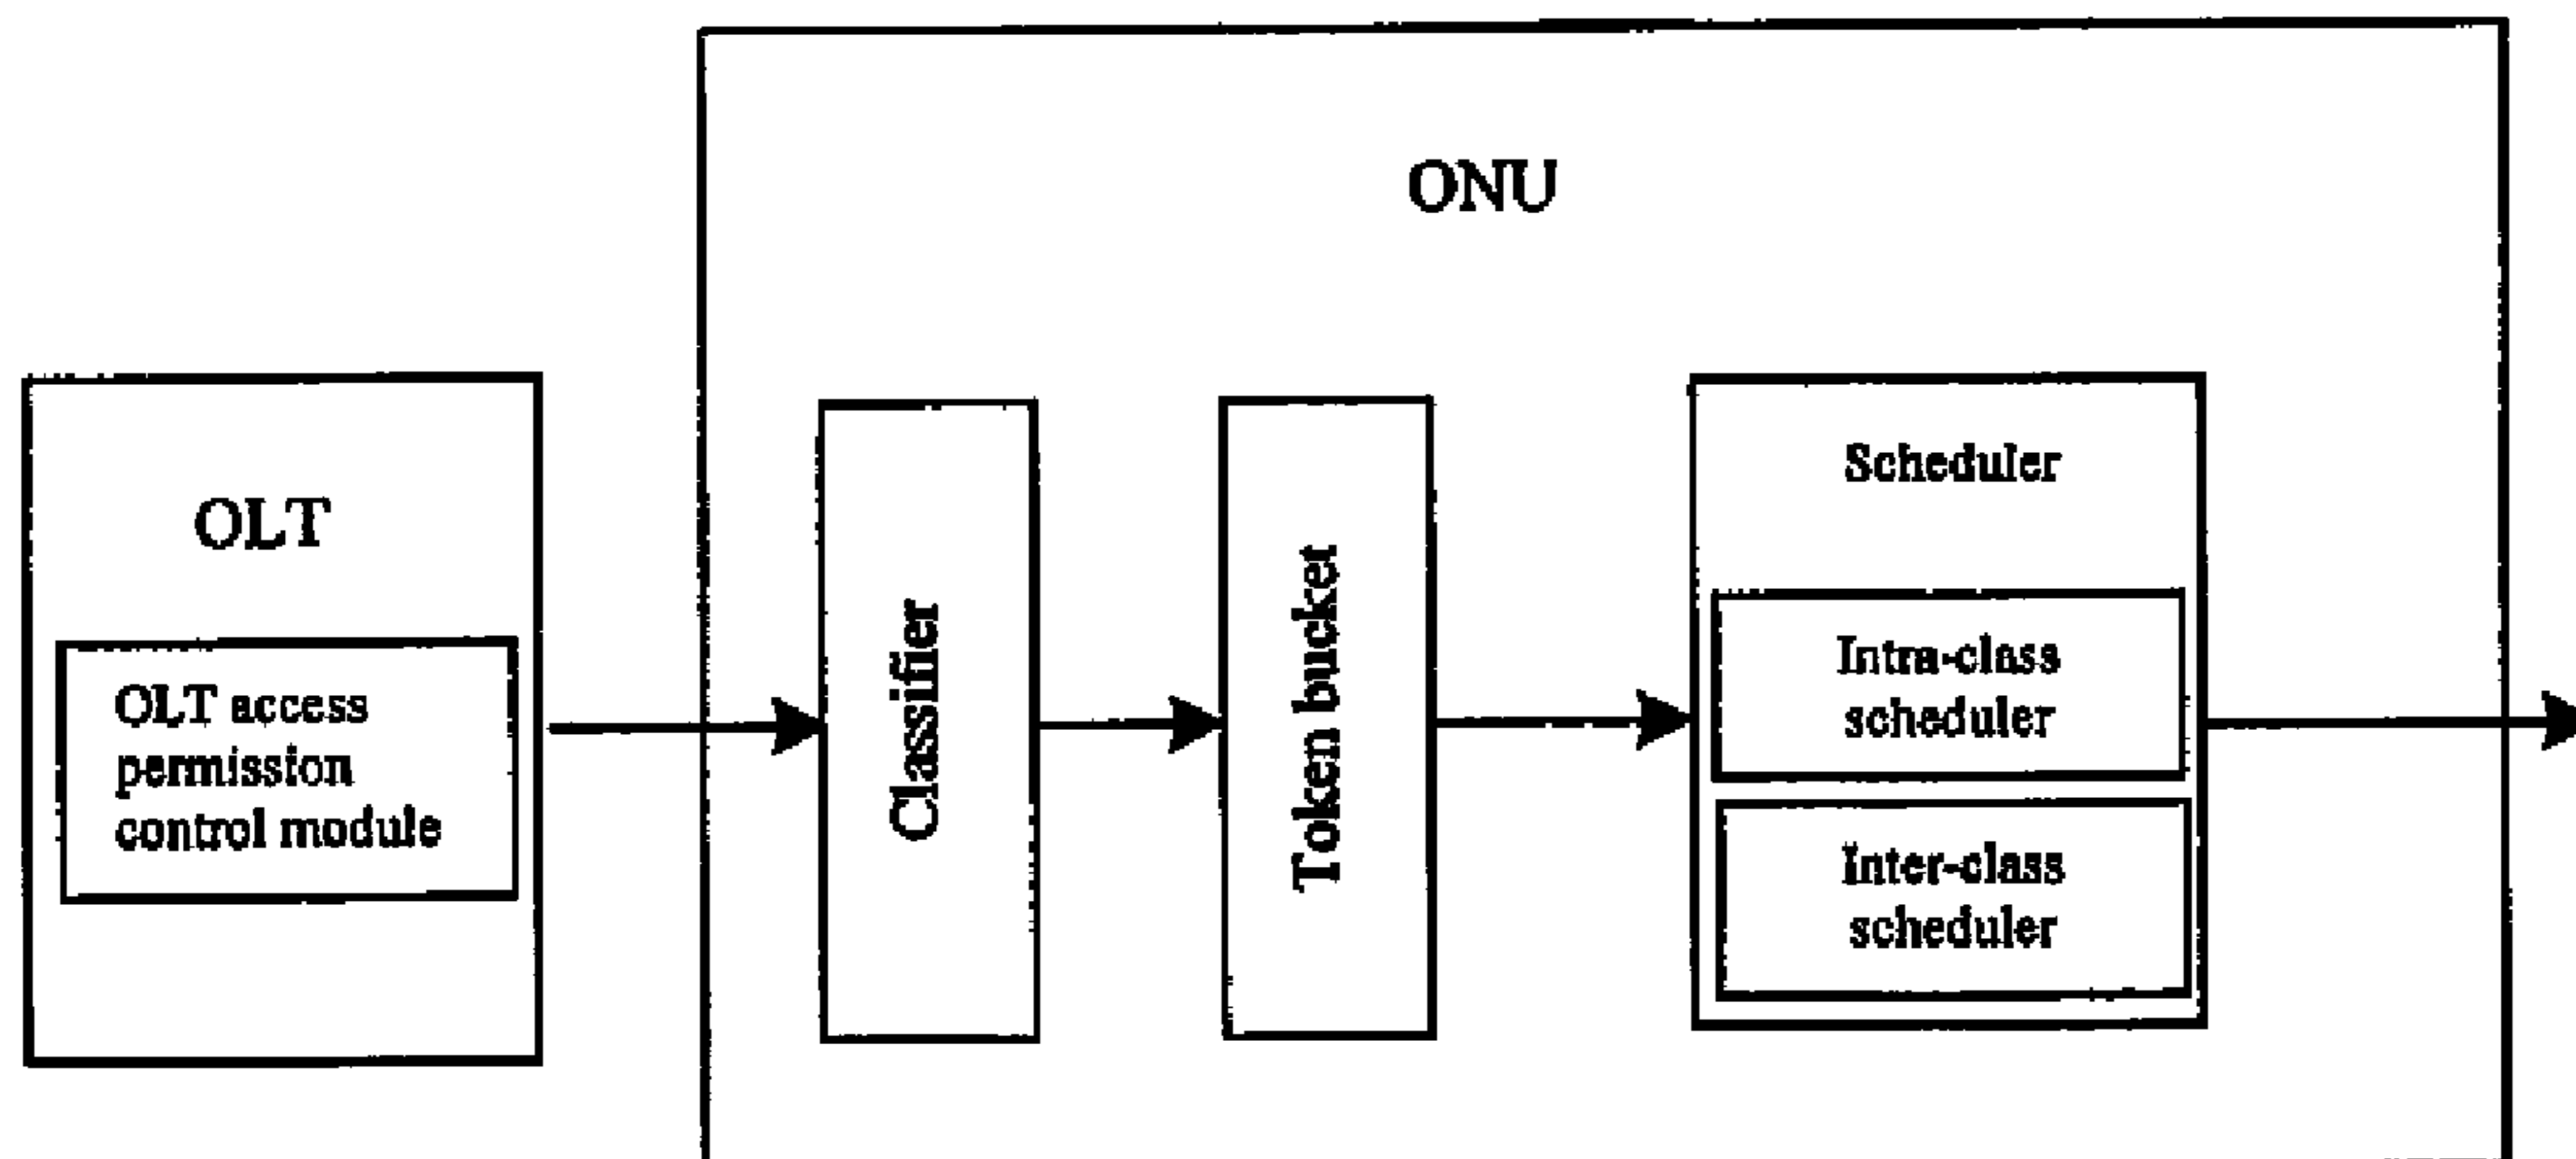 ONU
OLT
OLT access
permission
control module
Classifier
Token bucket
Scheduler
Intra-class
scheduler
Inter-class
scheduler